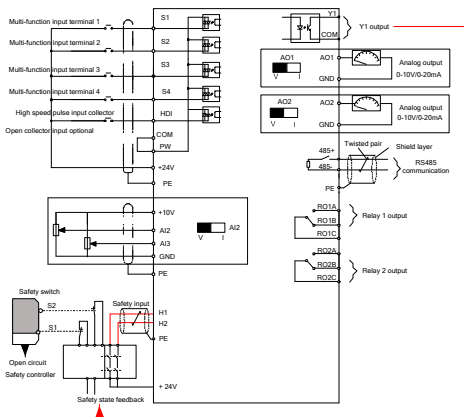 Multi-function input terminal 1
S1
Multi-function input terminal 2
S2
Multi-function input terminal 3
S3
Multi-function input terminal 4
S4
High speed pulse input collector
HDI
Open collector input optional
COM
PW
+24V
PE
+10V
AI2
AI3
GND
V I
AI2
PE
Safety switch
S2
S1
Open circuit
Safety controller
Safety input
H1
H2
PE
+ 24V
Safety state feedback
Y1
COM
Y1 output
AO1
V I
AO1
GND
Analog output
0-10V/0-20mA
AO2
V I
AO2
GND
Analog output
0-10V/0-20mA
Twisted pair
Shield layer
485+
485-
PE
RS485
communication
RO1A
RO1B
RO1C
Relay 1 output
RO2A
RO2B
RO2C
Relay 2 output